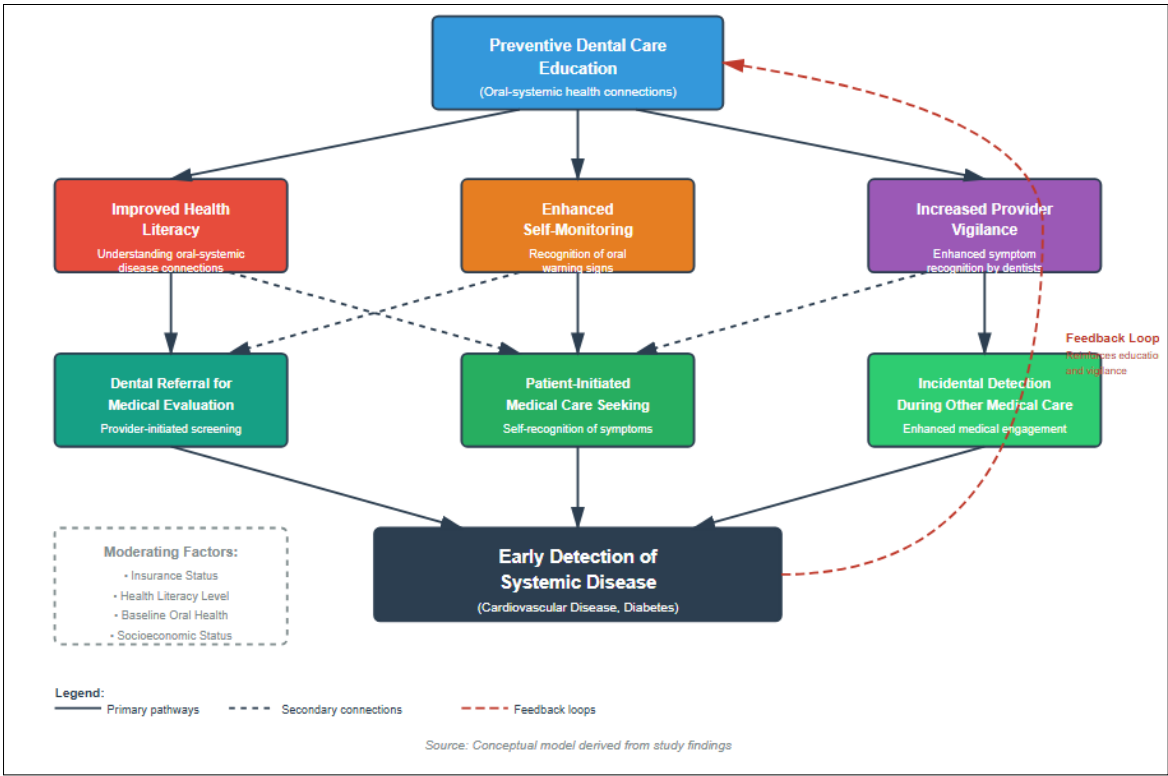 Preventive Dental Care
Education
(Oral-systemic health connections)
Improved Health
Literacy
Understanding oral-systemic
disease connections
Enhanced
Self-Monitoring
Recognition of oral
warning signs
Increased Provider
Vigilance
Enhanced symptom
recognition by dentists
Feedback Loop
Reinforces educatio
and vigilance
Dental Referral for
Medical Evaluation
Provider-initiated screening
Patient-Initiated
Medical Care Seeking
Self-recognition of symptoms
Incidental Detection
During Other Medical Care
Enhanced medical engagement
Moderating Factors:
• Insurance Status
• Health Literacy Level
• Baseline Oral Health
• Socioeconomic Status
Early Detection of
Systemic Disease
(Cardiovascular Disease, Diabetes)
Legend:
Primary pathways
Secondary connections
Feedback loops
Source: Conceptual model derived from study findings